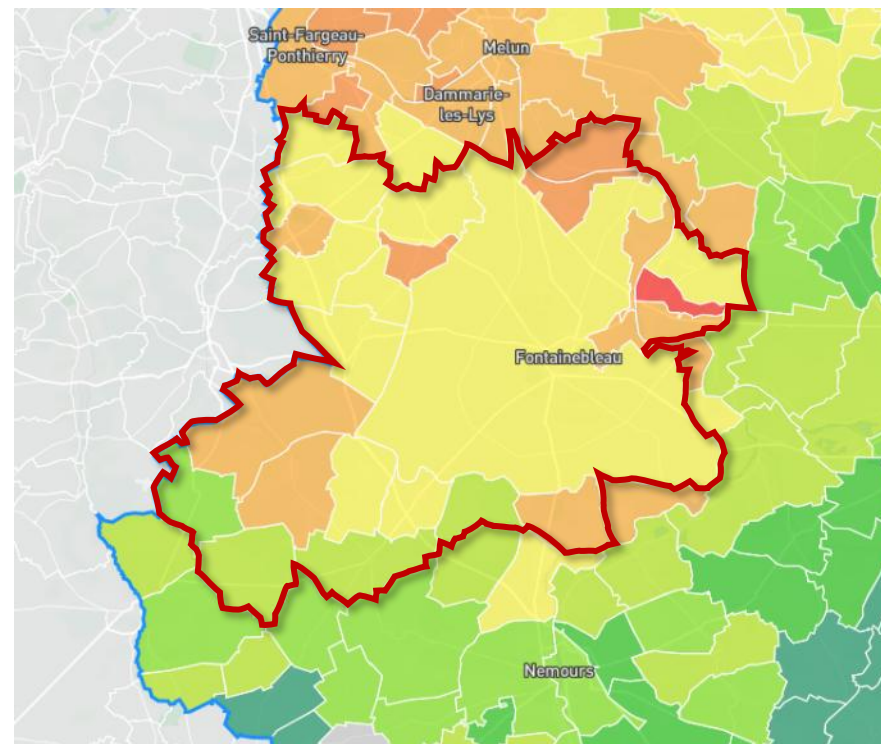 Saint-Fargeau-
Ponthierry
Melun
Dammarie-
les-Lys
Fontainebleau
Nemours